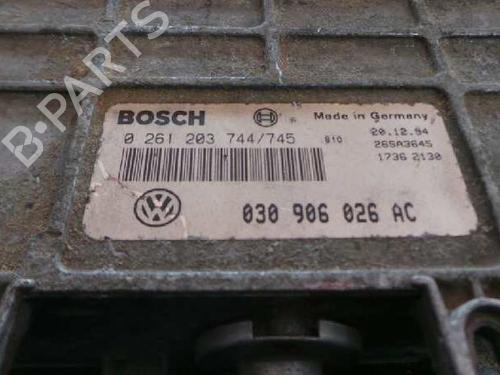 B-PARTS
BOSCH
Made in Germany
0 261 203 744/745
810
20.12.94
26SA3645
1736 2130
VW
030 906 026 AC